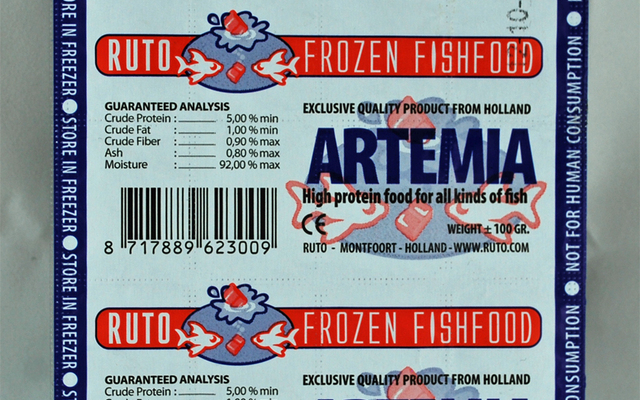 RUTO FROZEN FISHFOOD
GUARANTEED ANALYSIS
Crude Protein : 5,00 % min
Crude Fat : 1,00 % min
Crude Fiber : 0,90 % max
Ash : 0,80 % max
Moisture : 92,00 % max
8 717889 623009
EXCLUSIVE QUALITY PRODUCT FROM HOLLAND
ARTEMIA
High protein food for all kinds of fish
CE
WEIGHT ± 100 GR.
RUTO - MONTFOORT - HOLLAND - WWW.RUTO.COM
RUTO FROZEN FISHFOOD
GUARANTEED ANALYSIS
Crude Protein : 5,00 % min
EXCLUSIVE QUALITY PRODUCT FROM HOLLAND
STORE IN FREEZER • STORE IN FREEZER • STORE IN FREEZER • STORE IN FREEZER
NOT FOR HUMAN CONSUMPTION